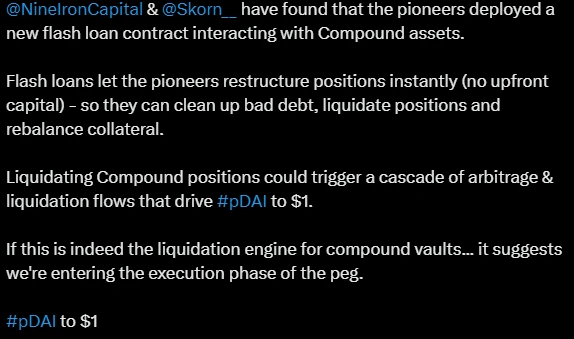 @NineIronCapital & @Skorn__ have found that the pioneers deployed a
new flash loan contract interacting with Compound assets.
Flash loans let the pioneers restructure positions instantly (no upfront
capital) - so they can clean up bad debt, liquidate positions and
rebalance collateral.
Liquidating Compound positions could trigger a cascade of arbitrage &
liquidation flows that drive #pDAI to $1.
If this is indeed the liquidation engine for compound vaults... it suggests
we're entering the execution phase of the peg.
#pDAI to $1